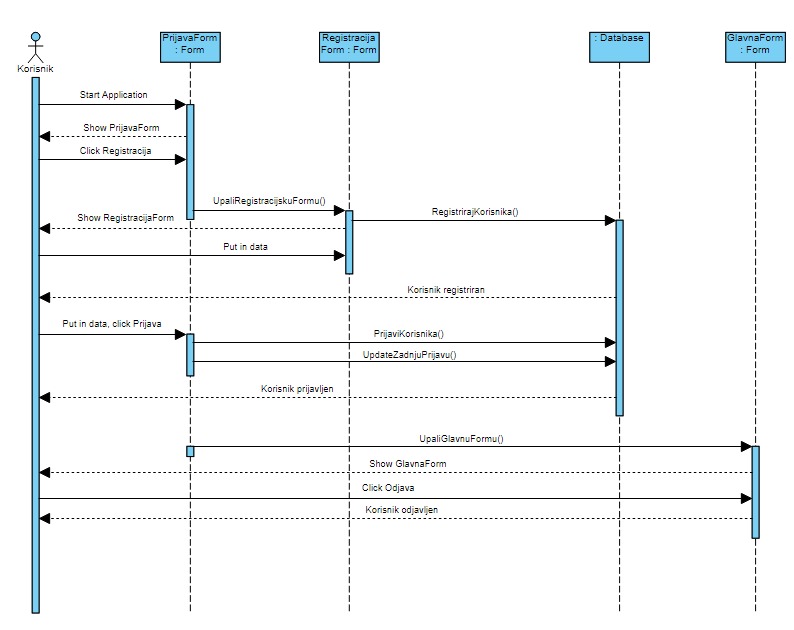 PrijavaForm
: Form
Registracija
Form : Form
: Database
GlavnaForm
: Form
Korisnik
Start Application
Show PrijavaForm
Click Registracija
UpaliRegistracijskuFormu()
RegistrirajKorisnika()
Show RegistracijaForm
Put in data
Korisnik registriran
Put in data, click Prijava
PrijaviKorisnika()
UpdateZadnjuPrijavu()
Korisnik prijavljen
UpaliGlavnuFormu()
Show GlavnaForm
Click Odjava
Korisnik odjavljen